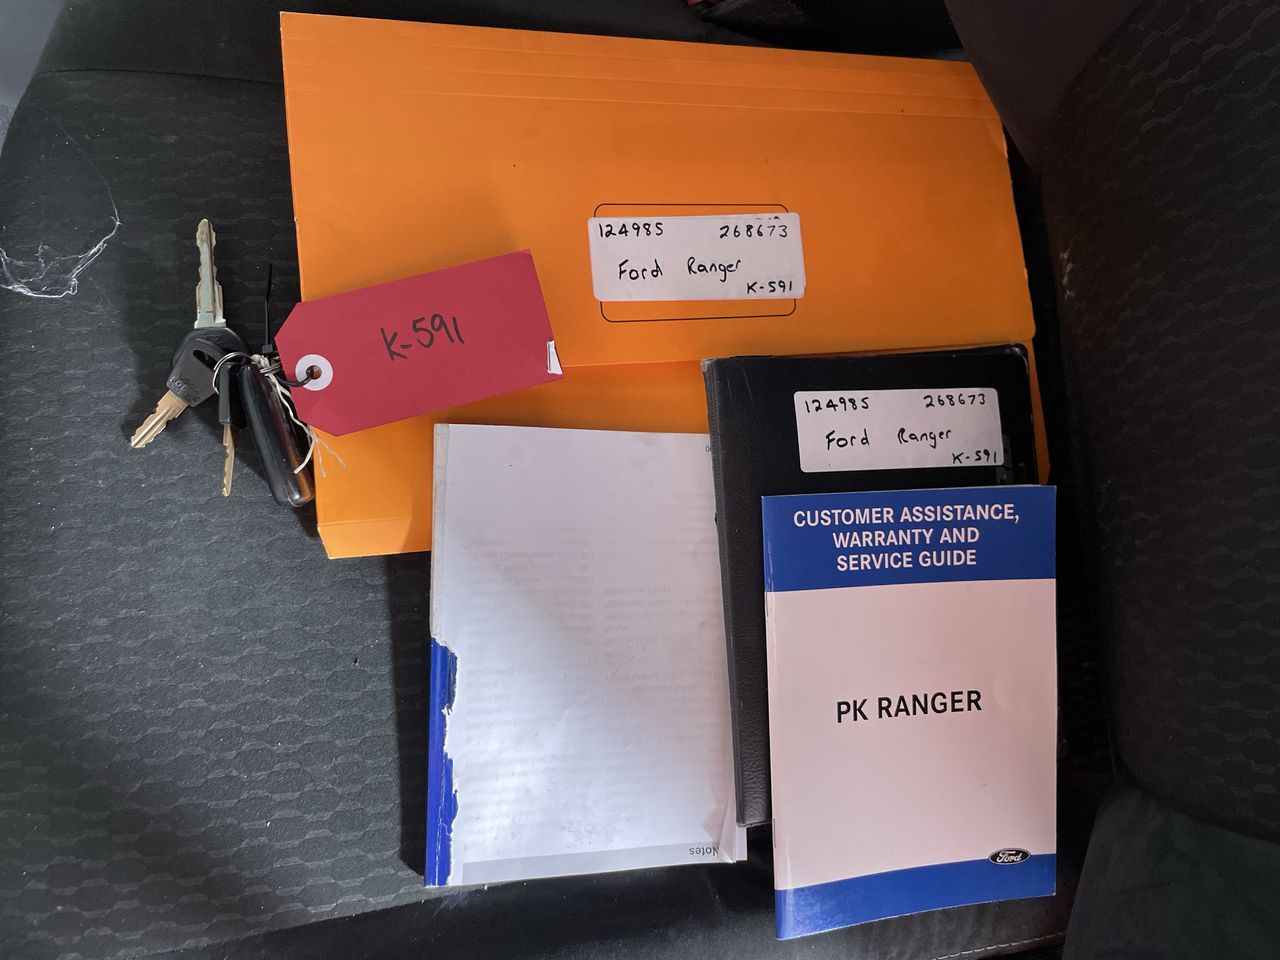 124985 268673
Ford Ranger
K-591
K-591
124985 268673
Ford Ranger
K-591
CUSTOMER ASSISTANCE,
WARRANTY AND
SERVICE GUIDE
PK RANGER
Ford
Notes